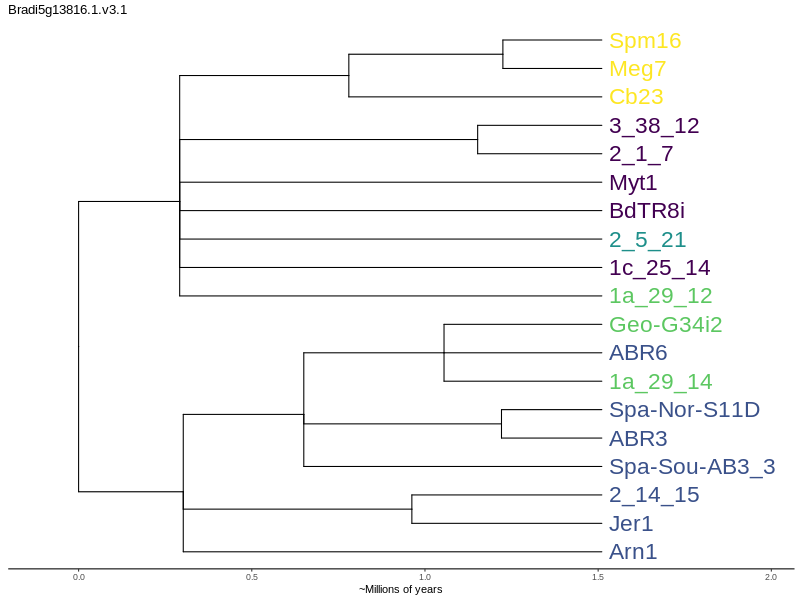 Bradi5g13816.1.v3.1
Spm16
Meg7
Cb23
3_38_12
2_1_7
Myt1
BdTR8i
2_5_21
1c_25_14
1a_29_12
Geo-G34i2
ABR6
1a_29_14
Spa-Nor-S11D
ABR3
Spa-Sou-AB3_3
2_14_15
Jer1
Arn1
0.0 0.5 1.0 1.5 2.0
~Millions of years